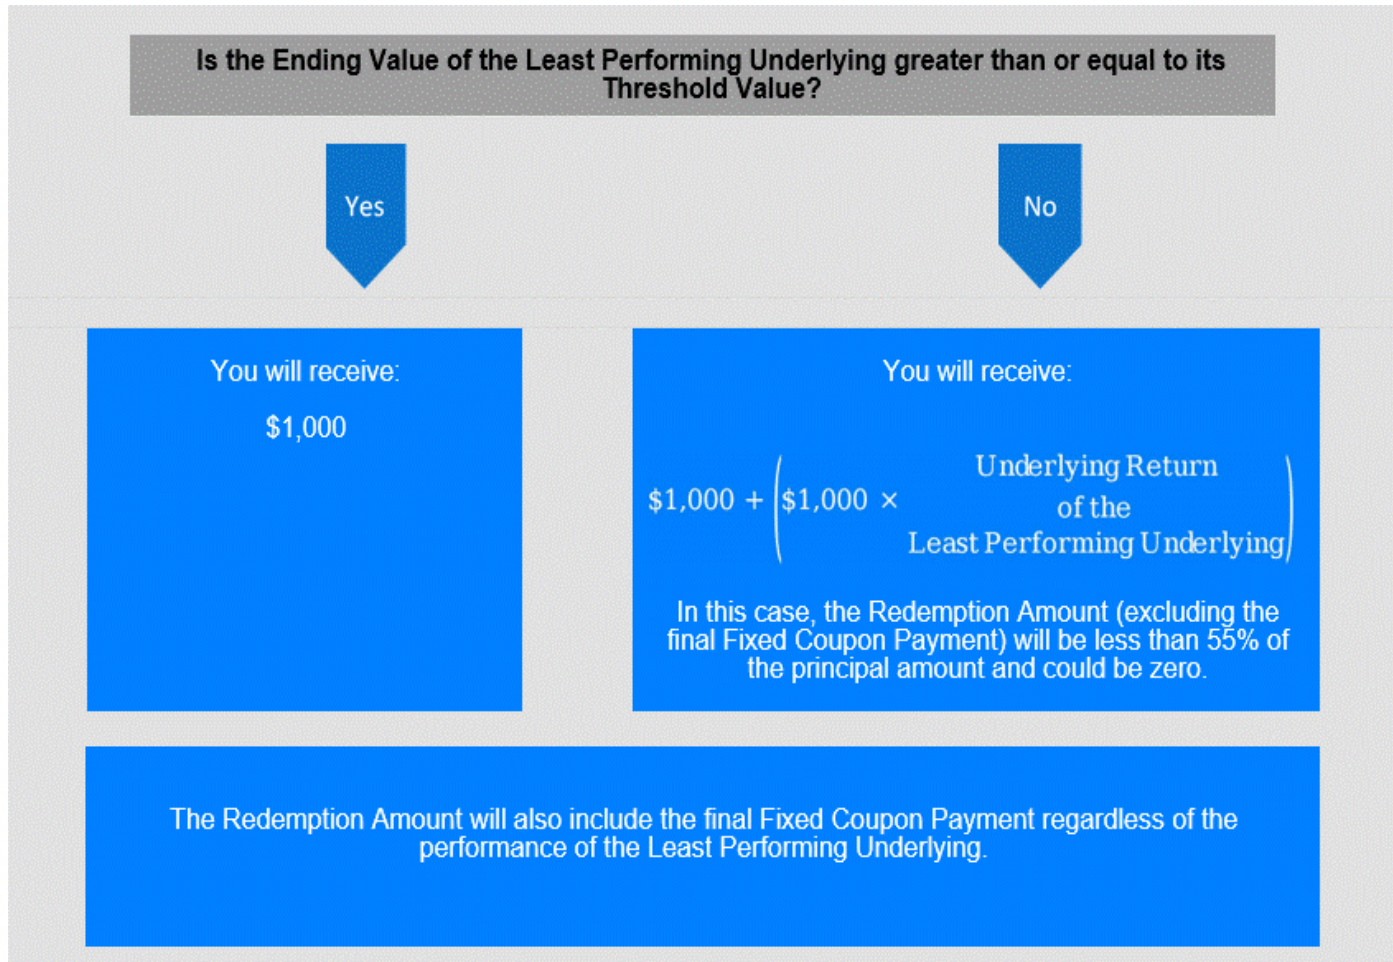 Is the Ending Value of the Least Performing Underlying greater than or equal to its
Threshold Value?
Yes
No
You will receive:
$1,000
You will receive:
$1,000 + ($1,000 × Underlying Return
of the
Least Performing Underlying)
In this case, the Redemption Amount (excluding the
final Fixed Coupon Payment) will be less than 55% of
the principal amount and could be zero.
The Redemption Amount will also include the final Fixed Coupon Payment regardless of the
performance of the Least Performing Underlying.